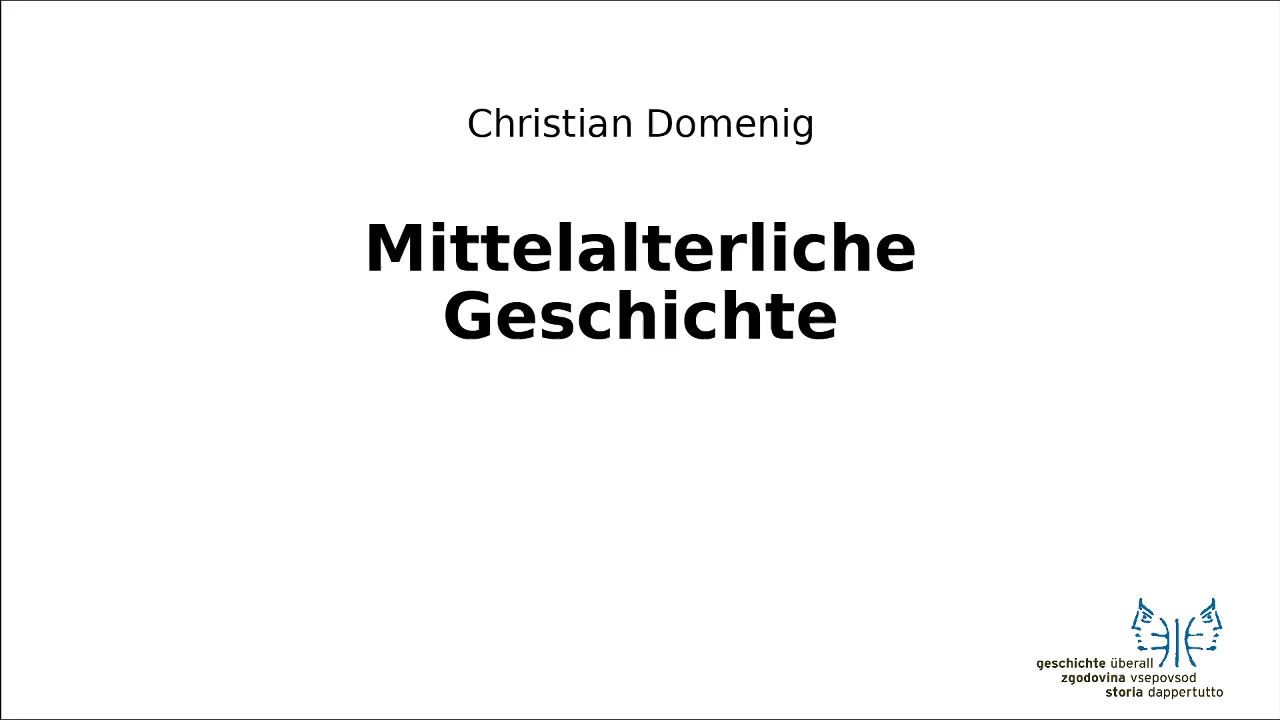 Christian Domenig
Mittelalterliche
Geschichte
geschichte überall
zgodovina vsepovsod
storia dappertutto